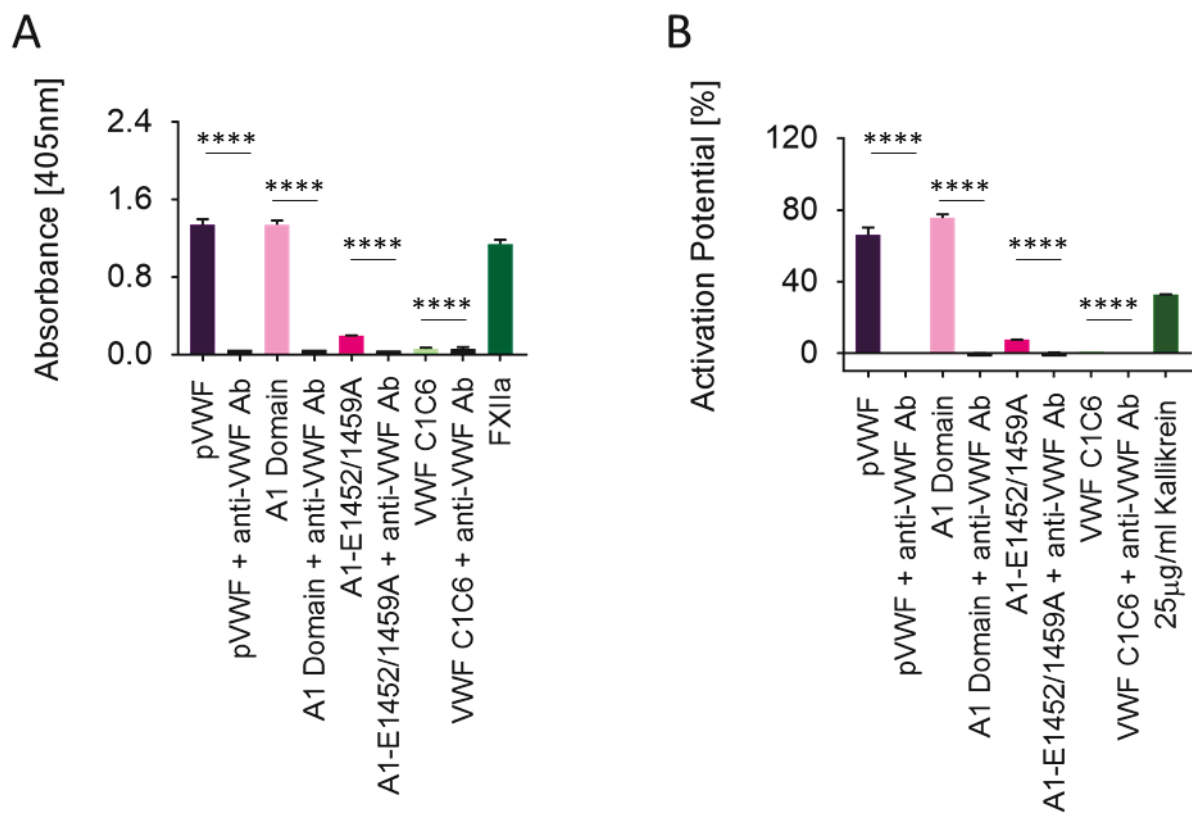 A
Absorbance [405nm]
2.4
1.6
0.8
0.0
****
****
****
****
pVWF
pVWF + anti-VWF Ab
A1 Domain
A1 Domain + anti-VWF Ab
A1-E1452/1459A
A1-E1452/1459A + anti-VWF Ab
VWF C1C6
VWF C1C6 + anti-VWF Ab
FXIIa
B
Activation Potential [%]
120
80
40
0
****
****
****
****
pVWF
pVWF + anti-VWF Ab
A1 Domain
A1 Domain + anti-VWF Ab
A1-E1452/1459A
A1-E1452/1459A + anti-VWF Ab
VWF C1C6
VWF C1C6 + anti-VWF Ab
25μg/ml Kallikrein